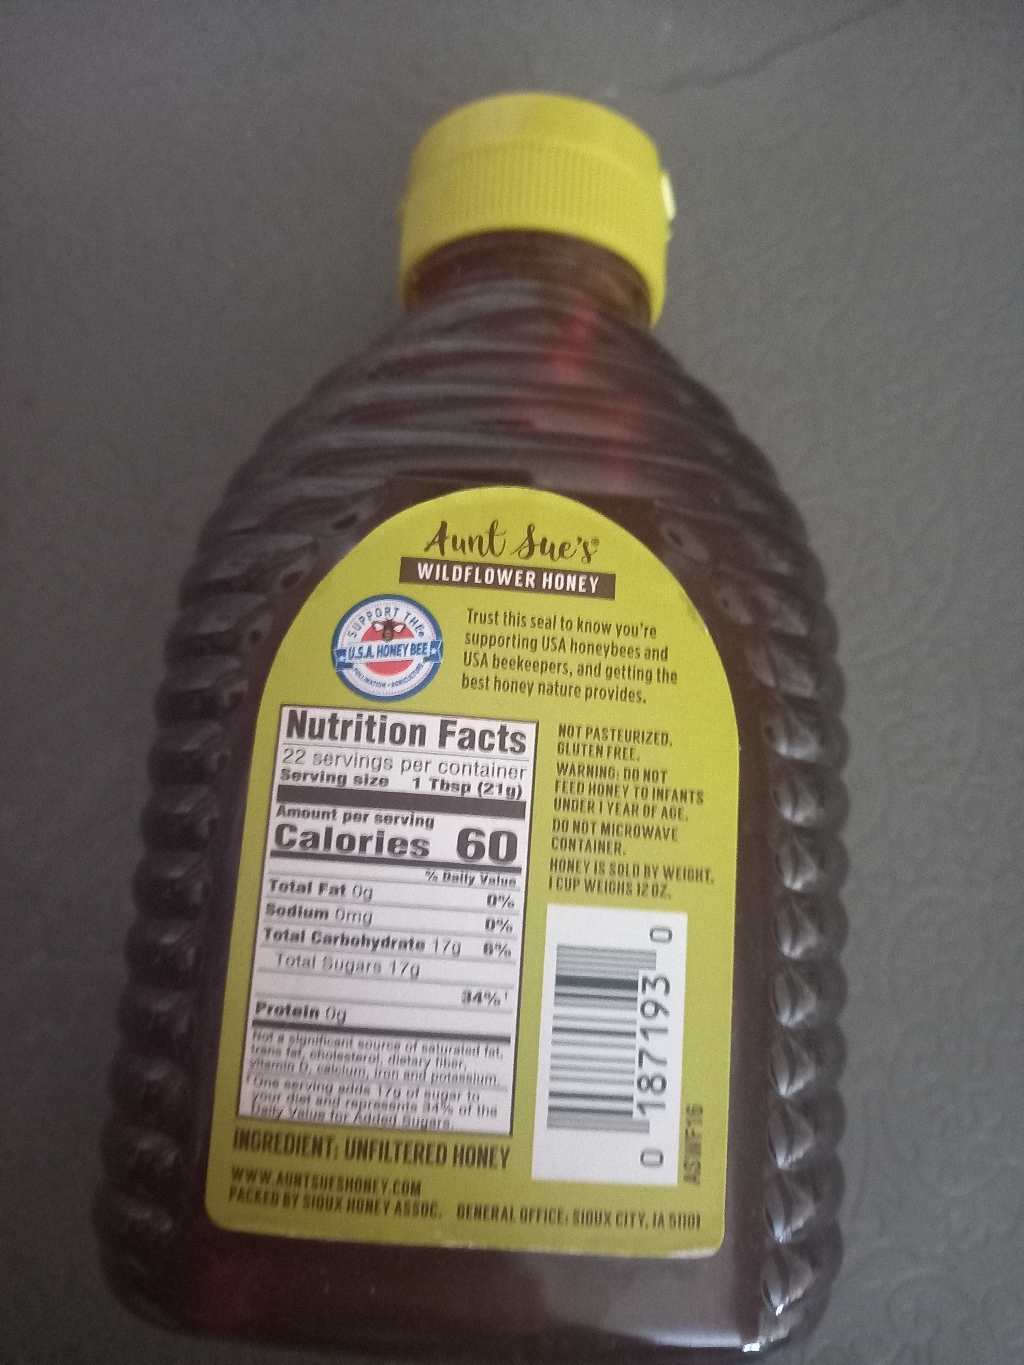 Aunt Sue's®
WILDFLOWER HONEY
SUPPORT THE
U.S.A. HONEY BEE
POLLINATION • AGRICULTURE
Trust this seal to know you're
supporting USA honeybees and
USA beekeepers, and getting the
best honey nature provides.
Nutrition Facts
22 servings per container
Serving size 1 Tbsp (21g)
Amount per serving
Calories 60
% Daily Value
Total Fat 0g 0%
Sodium 0mg 0%
Total Carbohydrate 17g 6%
Total Sugars 17g
34%†
Protein 0g
Not a significant source of saturated fat,
trans fat, cholesterol, dietary fiber,
vitamin D, calcium, iron and potassium.
†One serving adds 17g of sugar to
your diet and represents 34% of the
Daily Value for Added Sugars.
NOT PASTEURIZED.
GLUTEN FREE.
WARNING: DO NOT
FEED HONEY TO INFANTS
UNDER 1 YEAR OF AGE.
DO NOT MICROWAVE
CONTAINER.
HONEY IS SOLD BY WEIGHT.
1 CUP WEIGHS 12 OZ.
0 187193 0
ASWF16
INGREDIENT: UNFILTERED HONEY
WWW.AUNTSUESHONEY.COM
PACKED BY SIOUX HONEY ASSOC. GENERAL OFFICE: SIOUX CITY, IA 51101